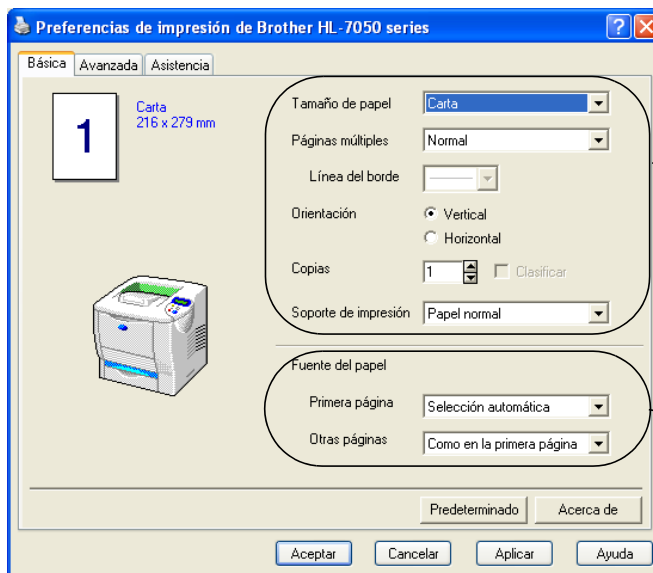 Preferencias de impresión de Brother HL-7050 series
Básica Avanzada Asistencia
1
Carta
216 x 279 mm
Tamaño de papel Carta
Páginas múltiples Normal
Línea del borde
Orientación Vertical
Horizontal
Copias 1 Clasificar
Soporte de impresión Papel normal
Fuente del papel
Primera página Selección automática
Otras páginas Como en la primera página
Predeterminado Acerca de
Aceptar Cancelar Aplicar Ayuda